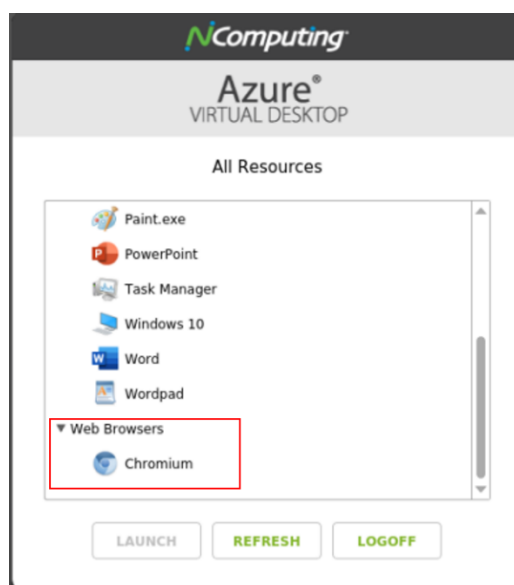 NComputing
Azure®
VIRTUAL DESKTOP
All Resources
Paint.exe
PowerPoint
Task Manager
Windows 10
Word
Wordpad
Web Browsers
Chromium
LAUNCH REFRESH LOGOFF